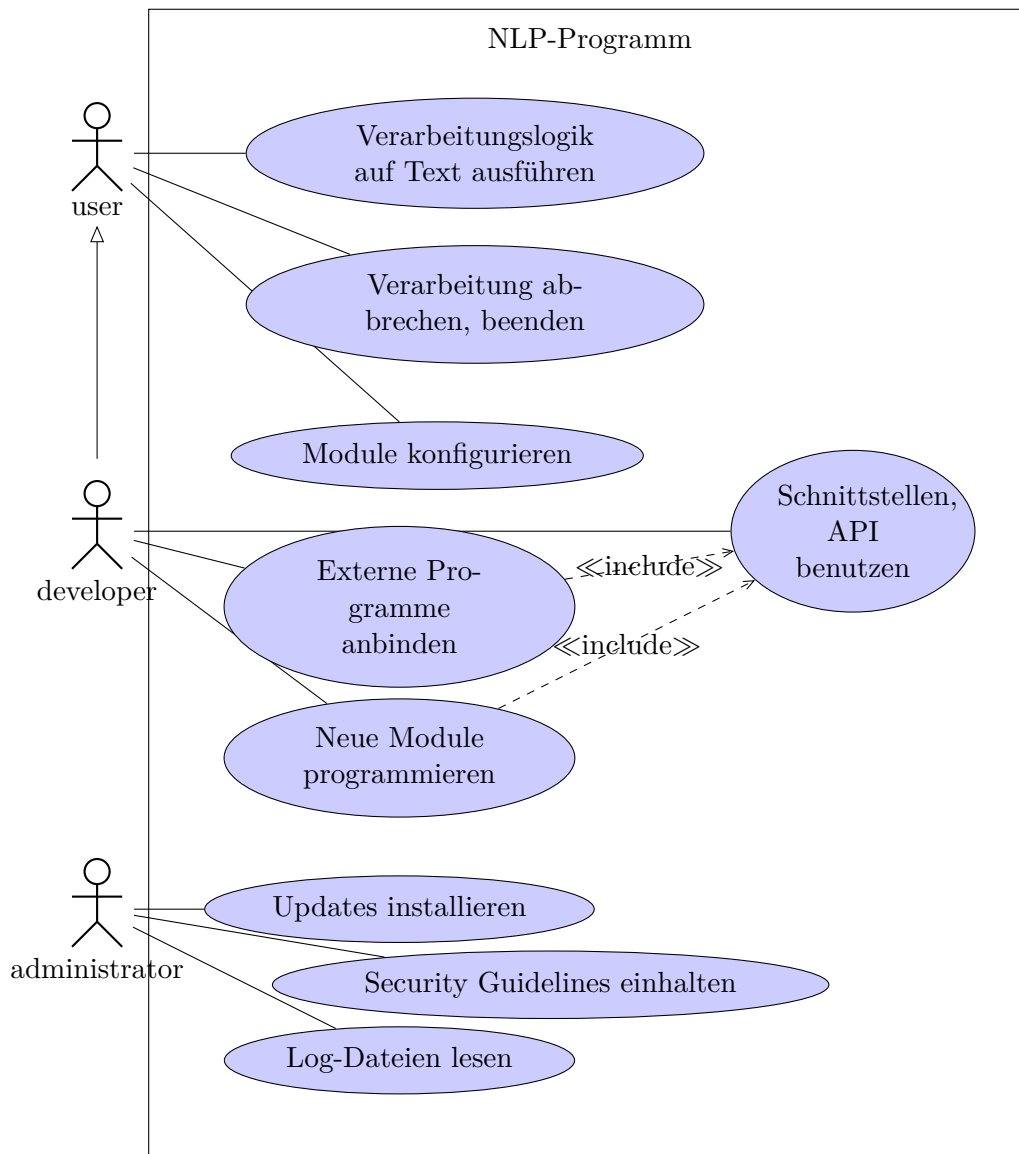 NLP-Programm
Verarbeitungslogik
auf Text ausführen
user
Verarbeitung ab-
brechen, beenden
Module konfigurieren
Schnittstellen,
API
benutzen
developer
Externe Pro-
gramme
anbinden
≪include≫
≪include≫
Neue Module
programmieren
administrator
Updates installieren
Security Guidelines einhalten
Log-Dateien lesen